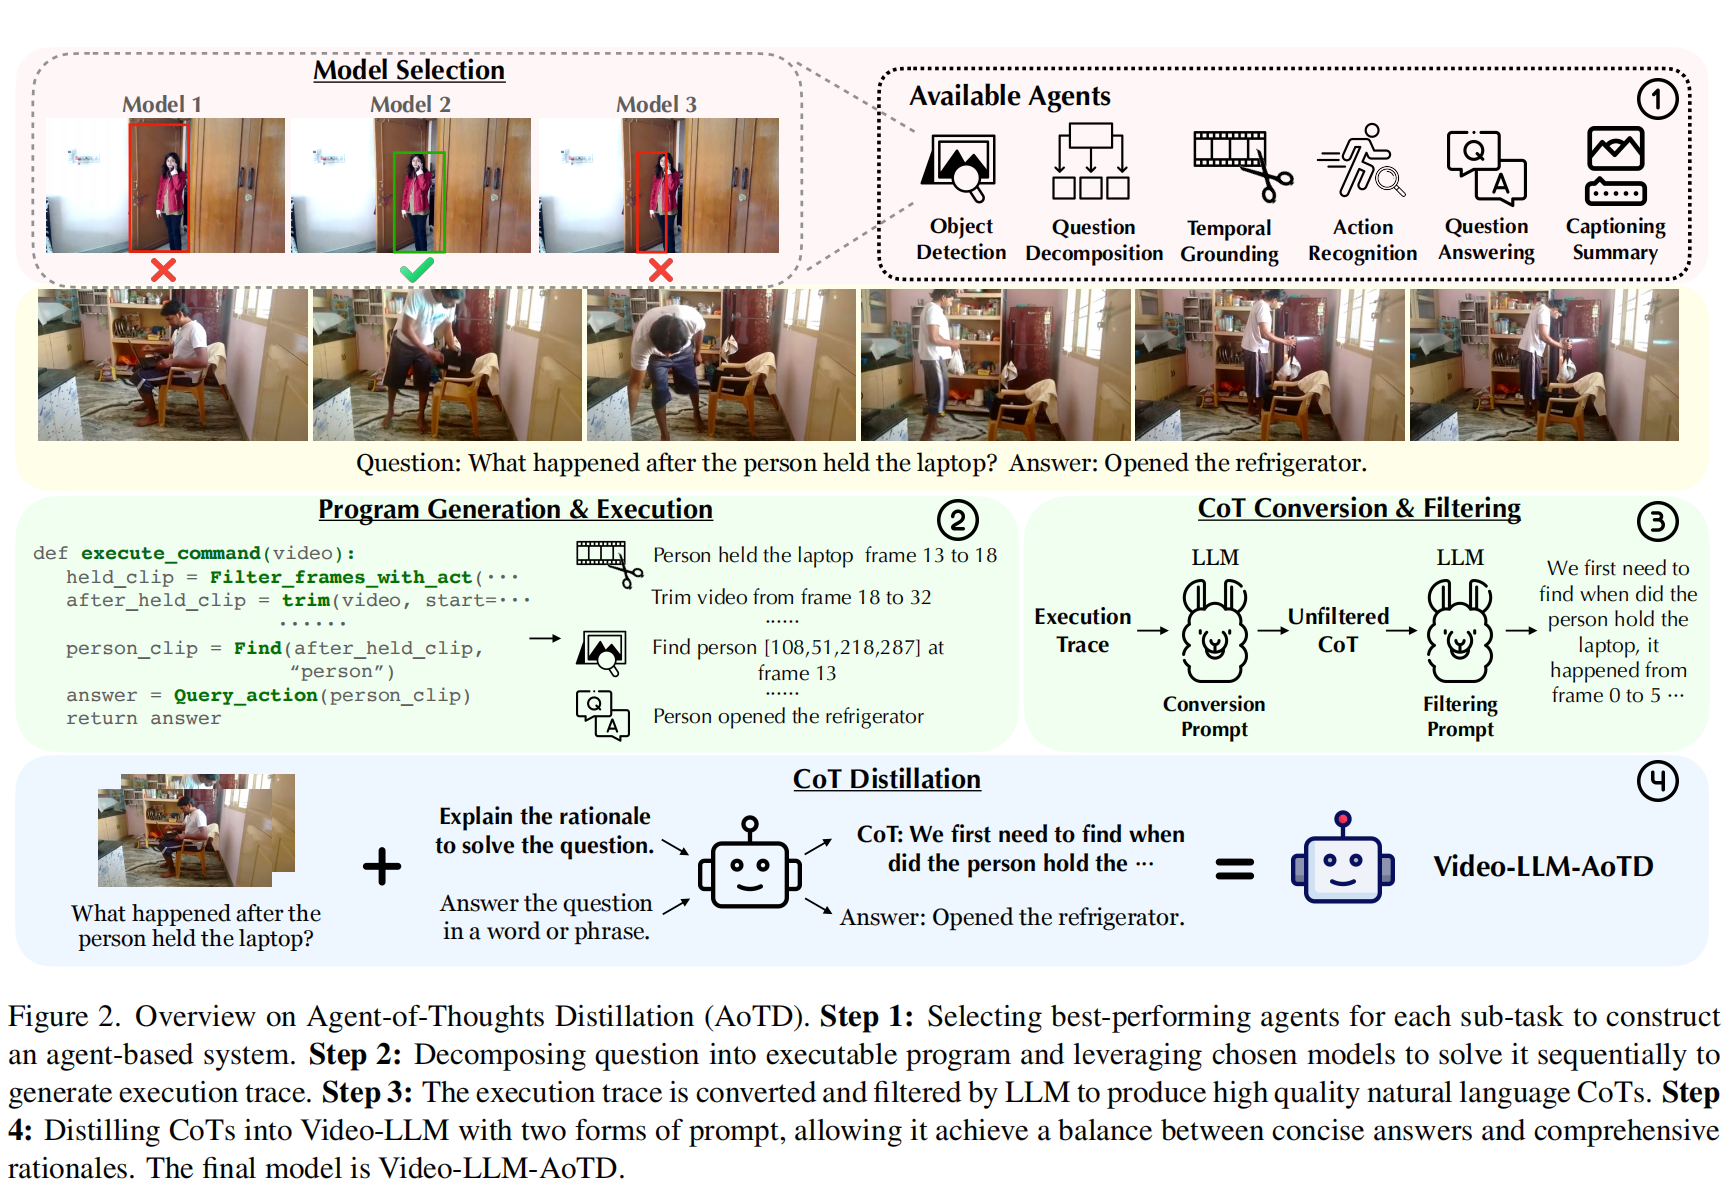 Model Selection
Model 1
Model 2
Model 3
Available Agents
1
Object
Detection
Question
Decomposition
Temporal
Grounding
Action
Recognition
Question
Answering
Captioning
Summary
Q
A
Question: What happened after the person held the laptop?  Answer: Opened the refrigerator.
Program Generation & Execution
2
def execute_command(video):
held_clip = Filter_frames_with_act(···
after_held_clip = trim(video, start=···
······
person_clip = Find(after_held_clip,
“person”)
answer = Query_action(person_clip)
return answer
Person held the laptop  frame 13 to 18
Trim video from frame 18 to 32
······
Find person [108,51,218,287] at
frame 13
······
Q
A
Person opened the refrigerator
CoT Conversion & Filtering
3
Execution
Trace
LLM
Conversion
Prompt
Unfiltered
CoT
LLM
Filtering
Prompt
We first need to
find when did the
person hold the
laptop, it
happened from
frame 0 to 5 ···
CoT Distillation
4
What happened after the
person held the laptop?
+
Explain the rationale
to solve the question.
Answer the question
in a word or phrase.
CoT: We first need to find when
did the person hold the ···
Answer: Opened the refrigerator.
=
Video-LLM-AoTD
Figure 2. Overview on Agent-of-Thoughts Distillation (AoTD). Step 1: Selecting best-performing agents for each sub-task to construct
an agent-based system. Step 2: Decomposing question into executable program and leveraging chosen models to solve it sequentially to
generate execution trace. Step 3: The execution trace is converted and filtered by LLM to produce high quality natural language CoTs. Step
4: Distilling CoTs into Video-LLM with two forms of prompt, allowing it achieve a balance between concise answers and comprehensive
rationales. The final model is Video-LLM-AoTD.